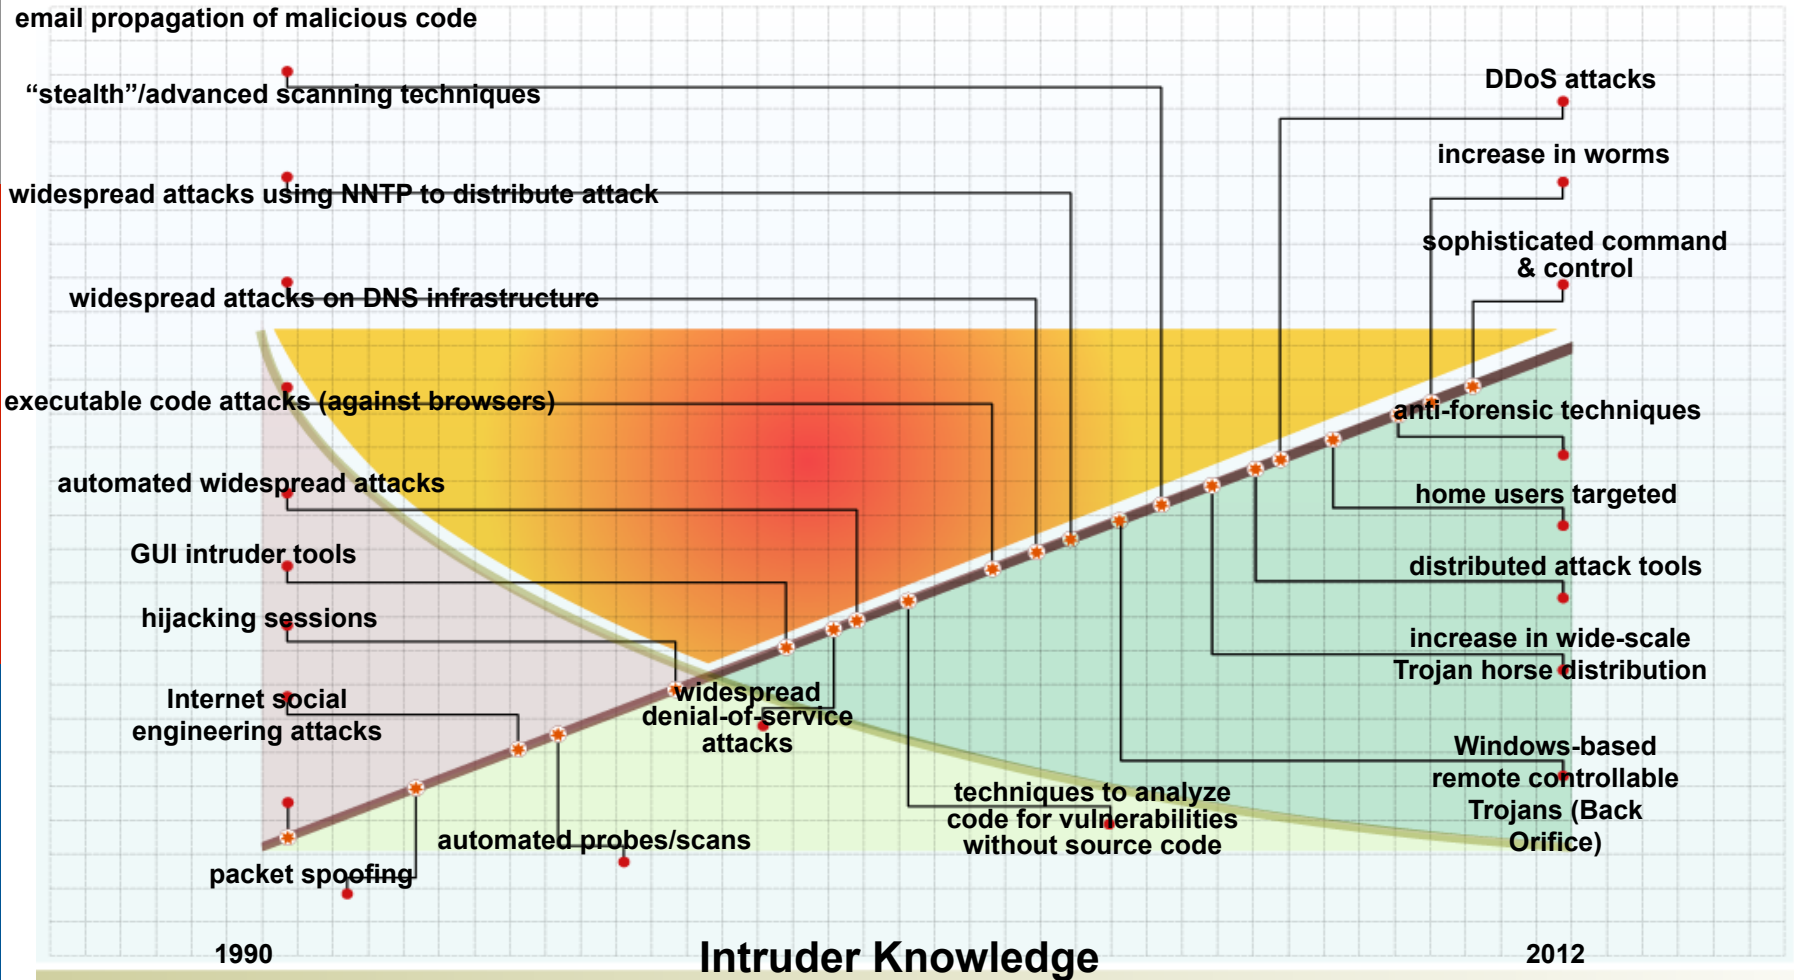 email propagation of malicious code
“stealth”/advanced scanning techniques
widespread attacks using NNTP to distribute attack
widespread attacks on DNS infrastructure
executable code attacks (against browsers)
automated widespread attacks
GUI intruder tools
hijacking sessions
Internet social
engineering attacks
packet spoofing
automated probes/scans
widespread
denial-of-service
attacks
techniques to analyze
code for vulnerabilities
without source code
DDoS attacks
increase in worms
sophisticated command
& control
anti-forensic techniques
home users targeted
distributed attack tools
increase in wide-scale
Trojan horse distribution
Windows-based
remote controllable
Trojans (Back
Orifice)
1990
Intruder Knowledge
2012